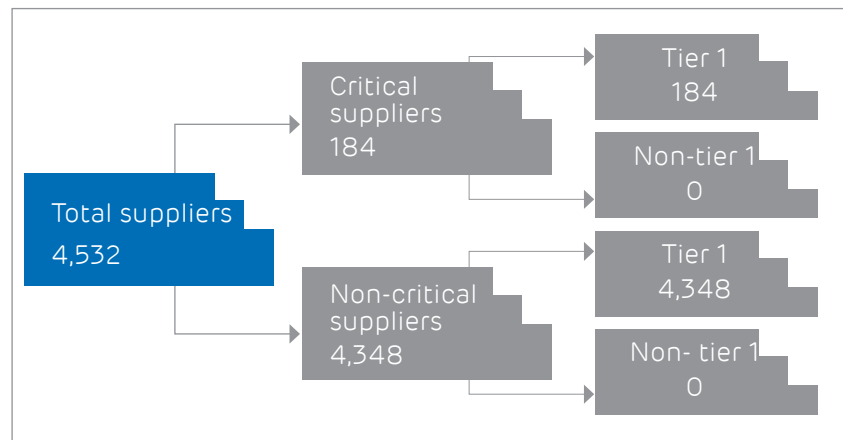 Total suppliers
4,532
Critical
suppliers
184
Tier 1
184
Non-tier 1
0
Non-critical
suppliers
4,348
Tier 1
4,348
Non- tier 1
0